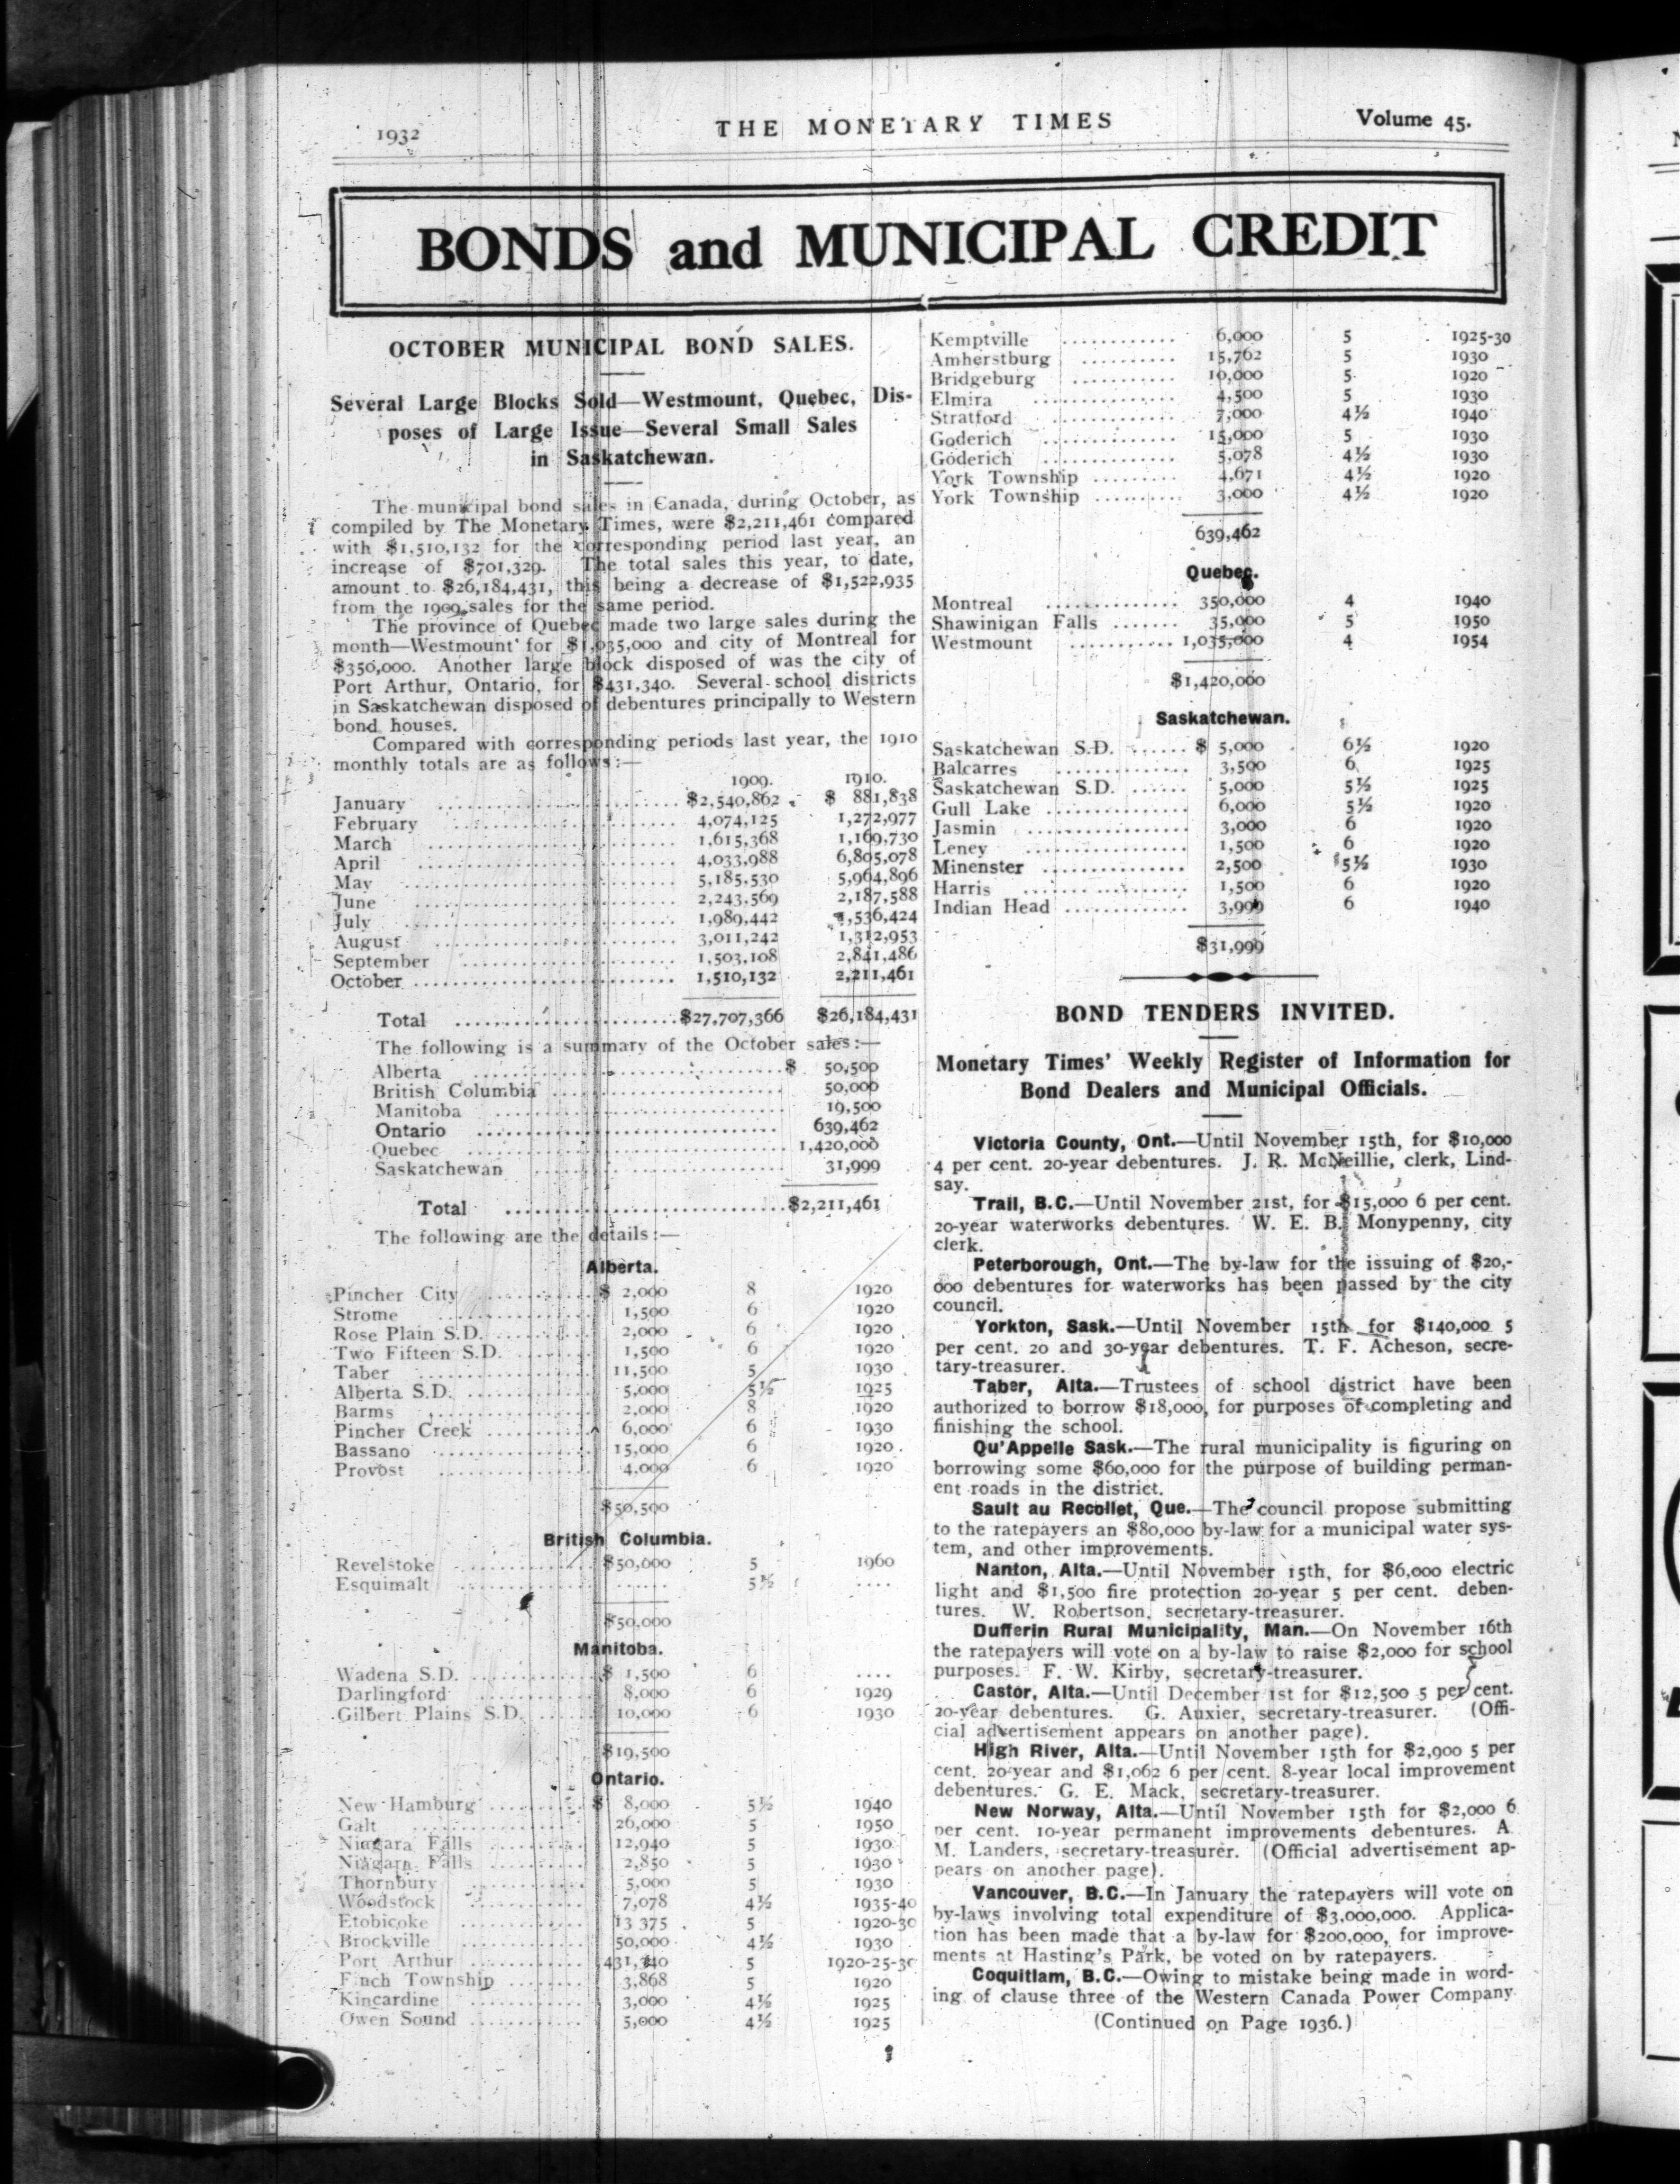 1932
THE MONETARY TIMES
Volume 45.
BONDS and MUNICIPAL CREDIT
OCTOBER MUNICIPAL BOND SALES.
Several Large Blocks Sold—Westmount, Quebec, Dis-
poses of Large Issue—Several Small Sales
in Saskatchewan.
The municipal bond sales in Canada, during October, as
compiled by The Monetary Times, were $2,211,461 compared
with $1,510,132 for the corresponding period last year, an
increase of $701,329. The total sales this year, to date,
amount to $26,184,431, this being a decrease of $1,522,935
from the 1909 sales for the same period.
The province of Quebec made two large sales during the
month—Westmount for $1,035,000 and city of Montreal for
$350,000. Another large block disposed of was the city of
Port Arthur, Ontario, for $431,340. Several school districts
in Saskatchewan disposed of debentures principally to Western
bond houses.
Compared with corresponding periods last year, the 1910
monthly totals are as follows:—
1909. 1910.
January ........ $2,540,862 $ 881,838
February ........ 4,074,125 1,272,977
March ........ 1,615,368 1,169,730
April ........ 4,033,988 6,805,078
May ........ 5,185,530 5,964,896
June ........ 2,243,569 2,187,588
July ........ 1,989,442 1,536,424
August ........ 3,011,242 1,312,953
September ........ 1,503,108 2,841,486
October ........ 1,510,132 2,211,461
Total ........ $27,707,366 $26,184,431
The following is a summary of the October sales:—
Alberta ........ $ 50,500
British Columbia ........ 50,000
Manitoba ........ 19,500
Ontario ........ 639,462
Quebec ........ 1,420,000
Saskatchewan ........ 31,999
Total ........ $2,211,461
The following are the details:—
Alberta.
Pincher City ........ $ 2,000 8 1920
Strome ........ 1,500 6 1920
Rose Plain S.D. ........ 2,000 6 1920
Two Fifteen S.D. ........ 1,500 6 1920
Taber ........ 11,500 5 1930
Alberta S.D. ........ 5,000 5½ 1925
Barms ........ 2,000 8 1920
Pincher Creek ........ 6,000 6 1930
Bassano ........ 15,000 6 1920
Provost ........ 4,000 6 1920
$50,500
British Columbia.
Revelstoke ........ $50,000 5 1960
Esquimalt ........ ...... 5½ ....
$50,000
Manitoba.
Wadena S.D. ........ $ 1,500 6 ....
Darlingford ........ 8,000 6 1929
Gilbert Plains S.D. ........ 10,000 6 1930
$19,500
Ontario.
New Hamburg ........ $ 8,000 5½ 1940
Galt ........ 26,000 5 1950
Niagara Falls ........ 12,940 5 1930
Niagara Falls ........ 2,850 5 1930
Thornbury ........ 5,000 5 1930
Woodstock ........ 7,078 4½ 1935-40
Etobicoke ........ 13 375 5 1920-30
Brockville ........ 50,000 4½ 1930
Port Arthur ........ 431,340 5 1920-25-30
Finch Township ........ 3,868 5 1920
Kincardine ........ 3,000 4½ 1925
Owen Sound ........ 5,000 4½ 1925
Kemptville ........ 6,000 5 1925-30
Amherstburg ........ 15,762 5 1930
Bridgeburg ........ 10,000 5 1920
Elmira ........ 4,500 5 1930
Stratford ........ 7,000 4½ 1940
Goderich ........ 15,000 5 1930
Goderich ........ 5,078 4½ 1930
York Township ........ 4,671 4½ 1920
York Township ........ 3,000 4½ 1920
639,462
Quebec.
Montreal ........ 350,000 4 1940
Shawinigan Falls ........ 35,000 5 1950
Westmount ........ 1,035,000 4 1954
$1,420,000
Saskatchewan.
Saskatchewan S.D. ........ $ 5,000 6½ 1920
Balcarres ........ 3,500 6 1925
Saskatchewan S.D. ........ 5,000 5½ 1925
Gull Lake ........ 6,000 5½ 1920
Jasmin ........ 3,000 6 1920
Leney ........ 1,500 6 1920
Minenster ........ 2,500 5½ 1930
Harris ........ 1,500 6 1920
Indian Head ........ 3,999 6 1940
$31,999
BOND TENDERS INVITED.
Monetary Times' Weekly Register of Information for
Bond Dealers and Municipal Officials.
Victoria County, Ont.—Until November 15th, for $10,000
4 per cent. 20-year debentures. J. R. McNeillie, clerk, Lind-
say.
Trail, B.C.—Until November 21st, for $15,000 6 per cent.
20-year waterworks debentures. W. E. B. Monypenny, city
clerk.
Peterborough, Ont.—The by-law for the issuing of $20,-
000 debentures for waterworks has been passed by the city
council.
Yorkton, Sask.—Until November 15th for $140,000 5
per cent. 20 and 30-year debentures. T. F. Acheson, secre-
tary-treasurer.
Taber, Alta.—Trustees of school district have been
authorized to borrow $18,000, for purposes of completing and
finishing the school.
Qu'Appelle Sask.—The rural municipality is figuring on
borrowing some $60,000 for the purpose of building perman-
ent roads in the district.
Sault au Recollet, Que.—The council propose submitting
to the ratepayers an $80,000 by-law for a municipal water sys-
tem, and other improvements.
Nanton, Alta.—Until November 15th, for $6,000 electric
light and $1,500 fire protection 20-year 5 per cent. deben-
tures. W. Robertson, secretary-treasurer.
Dufferin Rural Municipality, Man.—On November 16th
the ratepayers will vote on a by-law to raise $2,000 for school
purposes. F. W. Kirby, secretary-treasurer.
Castor, Alta.—Until December 1st for $12,500 5 per cent.
20-year debentures. G. Auxier, secretary-treasurer. (Offi-
cial advertisement appears on another page).
High River, Alta.—Until November 15th for $2,900 5 per
cent. 20-year and $1,062 6 per cent. 8-year local improvement
debentures. G. E. Mack, secretary-treasurer.
New Norway, Alta.—Until November 15th for $2,000 6
per cent. 10-year permanent improvements debentures. A
M. Landers, secretary-treasurer. (Official advertisement ap-
pears on another page).
Vancouver, B.C.—In January the ratepayers will vote on
by-laws involving total expenditure of $3,000,000. Applica-
tion has been made that a by-law for $200,000, for improve-
ments at Hasting's Park, be voted on by ratepayers.
Coquitlam, B.C.—Owing to mistake being made in word-
ing of clause three of the Western Canada Power Company
(Continued on Page 1936.)